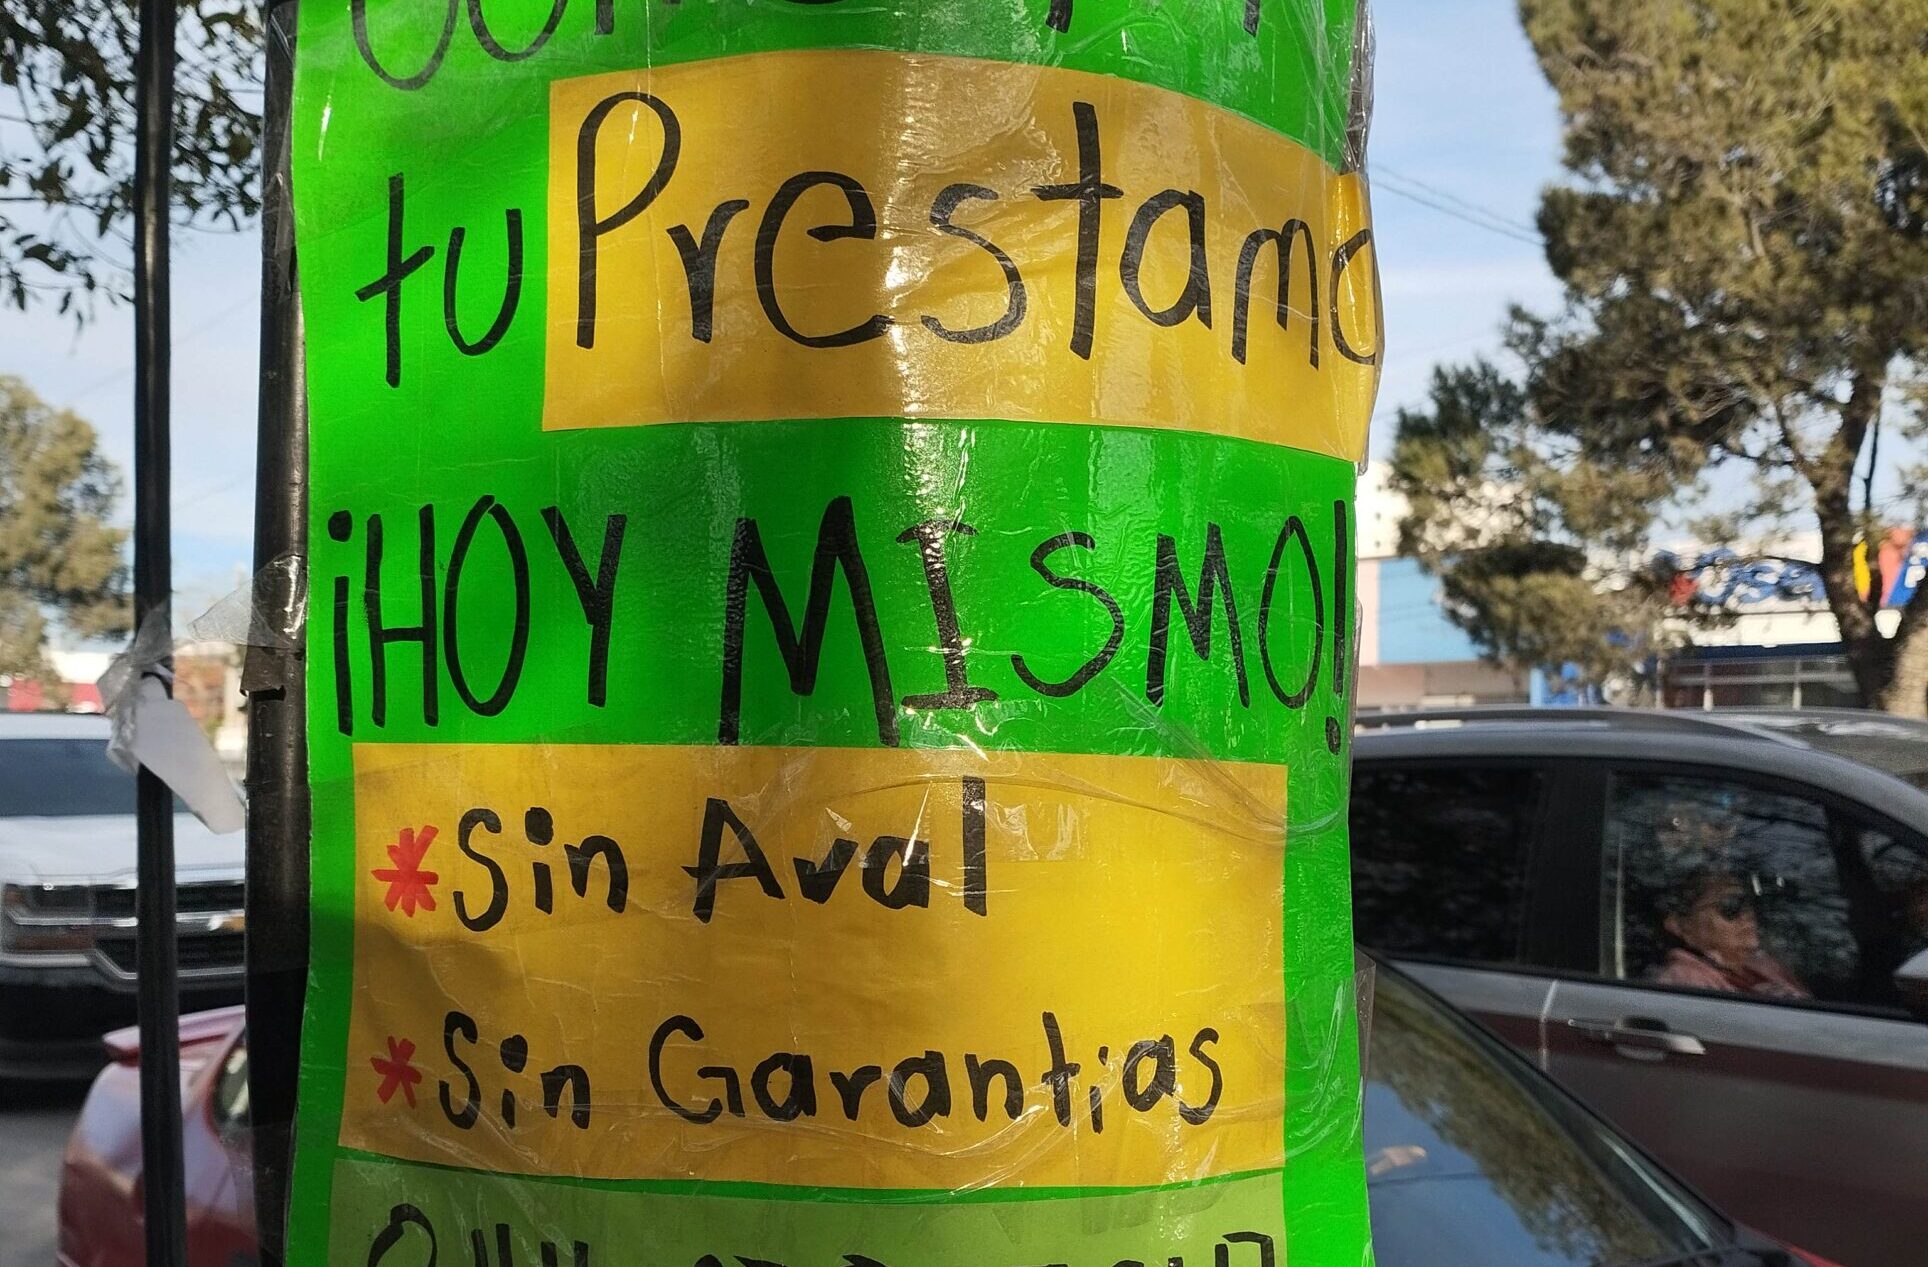 tu Prestamo
¡HOY MISMO!
*Sin Aval
*Sin Garantias